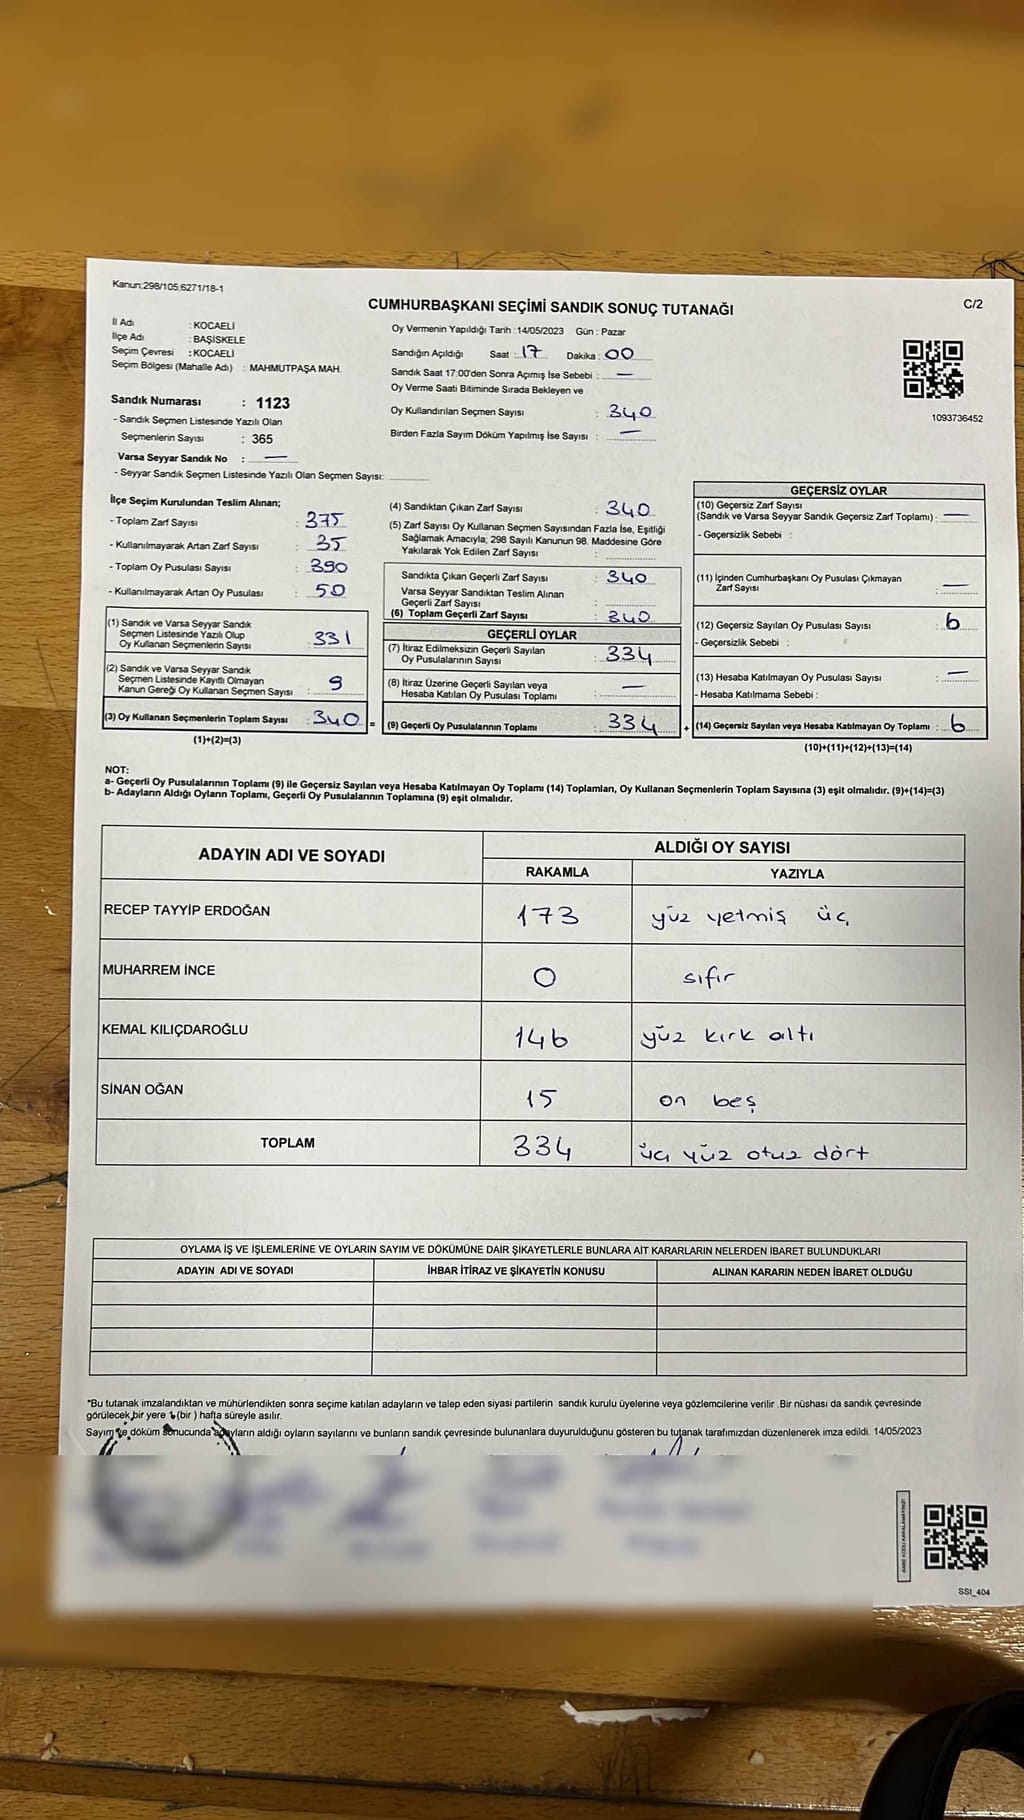 Kanun;298/105;6271/18-1
CUMHURBAŞKANI SEÇİMİ SANDIK SONUÇ TUTANAĞI
C/2
İl Adı : KOCAELİ
İlçe Adı : BAŞİSKELE
Seçim Çevresi : KOCAELİ
Seçim Bölgesi (Mahalle Adı) : MAHMUTPAŞA MAH.
Sandık Numarası : 1123
- Sandık Seçmen Listesinde Yazılı Olan
Seçmenlerin Sayısı : 365
Varsa Seyyar Sandık No : —
- Seyyar Sandık Seçmen Listesinde Yazılı Olan Seçmen Sayısı:
Oy Vermenin Yapıldığı Tarih :14/05/2023 Gün : Pazar
Sandığın Açıldığı Saat : 17 Dakika : 00
Sandık Saat 17:00'den Sonra Açımış İse Sebebi : —
Oy Verme Saati Bitiminde Sırada Bekleyen ve
Oy Kullandırılan Seçmen Sayısı : 340
Birden Fazla Sayım Döküm Yapılmış İse Sayısı : —
1093736452
İlçe Seçim Kurulundan Teslim Alınan;
- Toplam Zarf Sayısı : 375
- Kullanılmayarak Artan Zarf Sayısı : 35
- Toplam Oy Pusulası Sayısı : 390
- Kullanılmayarak Artan Oy Pusulası : 50
(1) Sandık ve Varsa Seyyar Sandık
Seçmen Listesinde Yazılı Olup
Oy Kullanan Seçmenlerin Sayısı : 331
(2) Sandık ve Varsa Seyyar Sandık
Seçmen Listesinde Kayıtlı Olmayan
Kanun Gereği Oy Kullanan Seçmen Sayısı : 9
(3) Oy Kullanan Seçmenlerin Toplam Sayısı : 340 =
(1)+(2)=(3)
(4) Sandıktan Çıkan Zarf Sayısı : 340
(5) Zarf Sayısı Oy Kullanan Seçmen Sayısından Fazla İse, Eşitliği
Sağlamak Amacıyla; 298 Sayılı Kanunun 98. Maddesine Göre
Yakılarak Yok Edilen Zarf Sayısı :
Sandıkta Çıkan Geçerli Zarf Sayısı : 340
Varsa Seyyar Sandıktan Teslim Alınan
Geçerli Zarf Sayısı :
(6) Toplam Geçerli Zarf Sayısı : 340
GEÇERLİ OYLAR
(7) İtiraz Edilmeksizin Geçerli Sayılan
Oy Pusulalarının Sayısı : 334
(8) İtiraz Üzerine Geçerli Sayılan veya
Hesaba Katılan Oy Pusulası Toplamı : —
(9) Geçerli Oy Pusulalarının Toplamı : 334 +
GEÇERSİZ OYLAR
(10) Geçersiz Zarf Sayısı
(Sandık ve Varsa Seyyar Sandık Geçersiz Zarf Toplamı) : —
- Geçersizlik Sebebi :
(11) İçinden Cumhurbaşkanı Oy Pusulası Çıkmayan
Zarf Sayısı : —
(12) Geçersiz Sayılan Oy Pusulası Sayısı : 6
- Geçersizlik Sebebi :
(13) Hesaba Katılmayan Oy Pusulası Sayısı : —
- Hesaba Katılmama Sebebi :
(14) Geçersiz Sayılan veya Hesaba Katılmayan Oy Toplamı : 6
(10)+(11)+(12)+(13)=(14)
NOT:
a- Geçerli Oy Pusulalarının Toplamı (9) ile Geçersiz Sayılan veya Hesaba Katılmayan Oy Toplamı (14) Toplamları, Oy Kullanan Seçmenlerin Toplam Sayısına (3) eşit olmalıdır. (9)+(14)=(3)
b- Adayların Aldığı Oyların Toplamı, Geçerli Oy Pusulalarının Toplamına (9) eşit olmalıdır.
ADAYIN ADI VE SOYADI ALDIĞI OY SAYISI
RAKAMLA YAZIYLA
RECEP TAYYİP ERDOĞAN 173 yüz yetmiş üç
MUHARREM İNCE 0 sıfır
KEMAL KILIÇDAROĞLU 146 yüz kırk altı
SİNAN OĞAN 15 on beş
TOPLAM 334 üç yüz otuz dört
OYLAMA İŞ VE İŞLEMLERİNE VE OYLARIN SAYIM VE DÖKÜMÜNE DAİR ŞİKAYETLERLE BUNLARA AİT KARARLARIN NELERDEN İBARET BULUNDUKLARI
ADAYIN ADI VE SOYADI İHBAR İTİRAZ VE ŞİKAYETİN KONUSU ALINAN KARARIN NEDEN İBARET OLDUĞU
*Bu tutanak imzalandıktan ve mühürlendikten sonra seçime katılan adayların ve talep eden siyasi partilerin sandık kurulu üyelerine veya gözlemcilerine verilir .Bir nüshası da sandık çevresinde
görülecek bir yere 1 (bir ) hafta süreyle asılır.
Sayım ve döküm sonucunda adayların aldığı oyların sayılarını ve bunların sandık çevresinde bulunanlara duyurulduğunu gösteren bu tutanak tarafımızdan düzenlenerek imza edildi. 14/05/2023
SSI_404